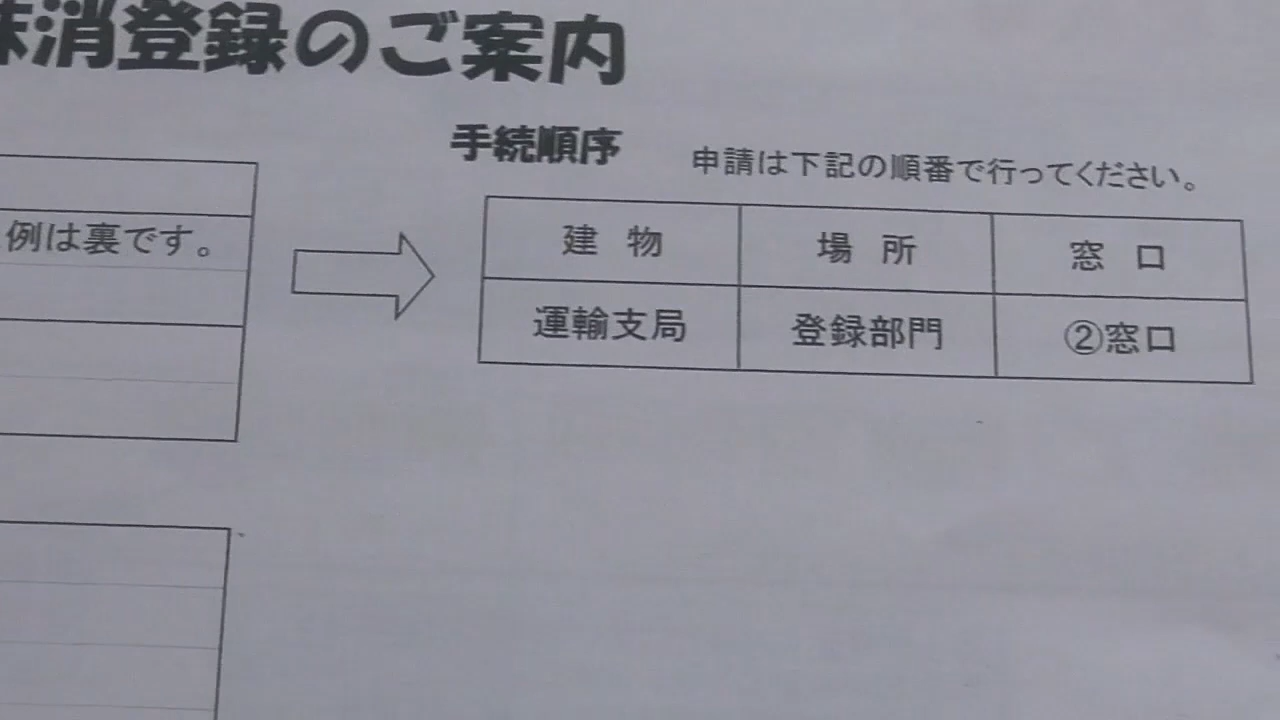 抹消登録のご案内
手続順序
申請は下記の順番で行ってください。
例は裏です。
建 物 場 所 窓 口
運輸支局 登録部門 ②窓口